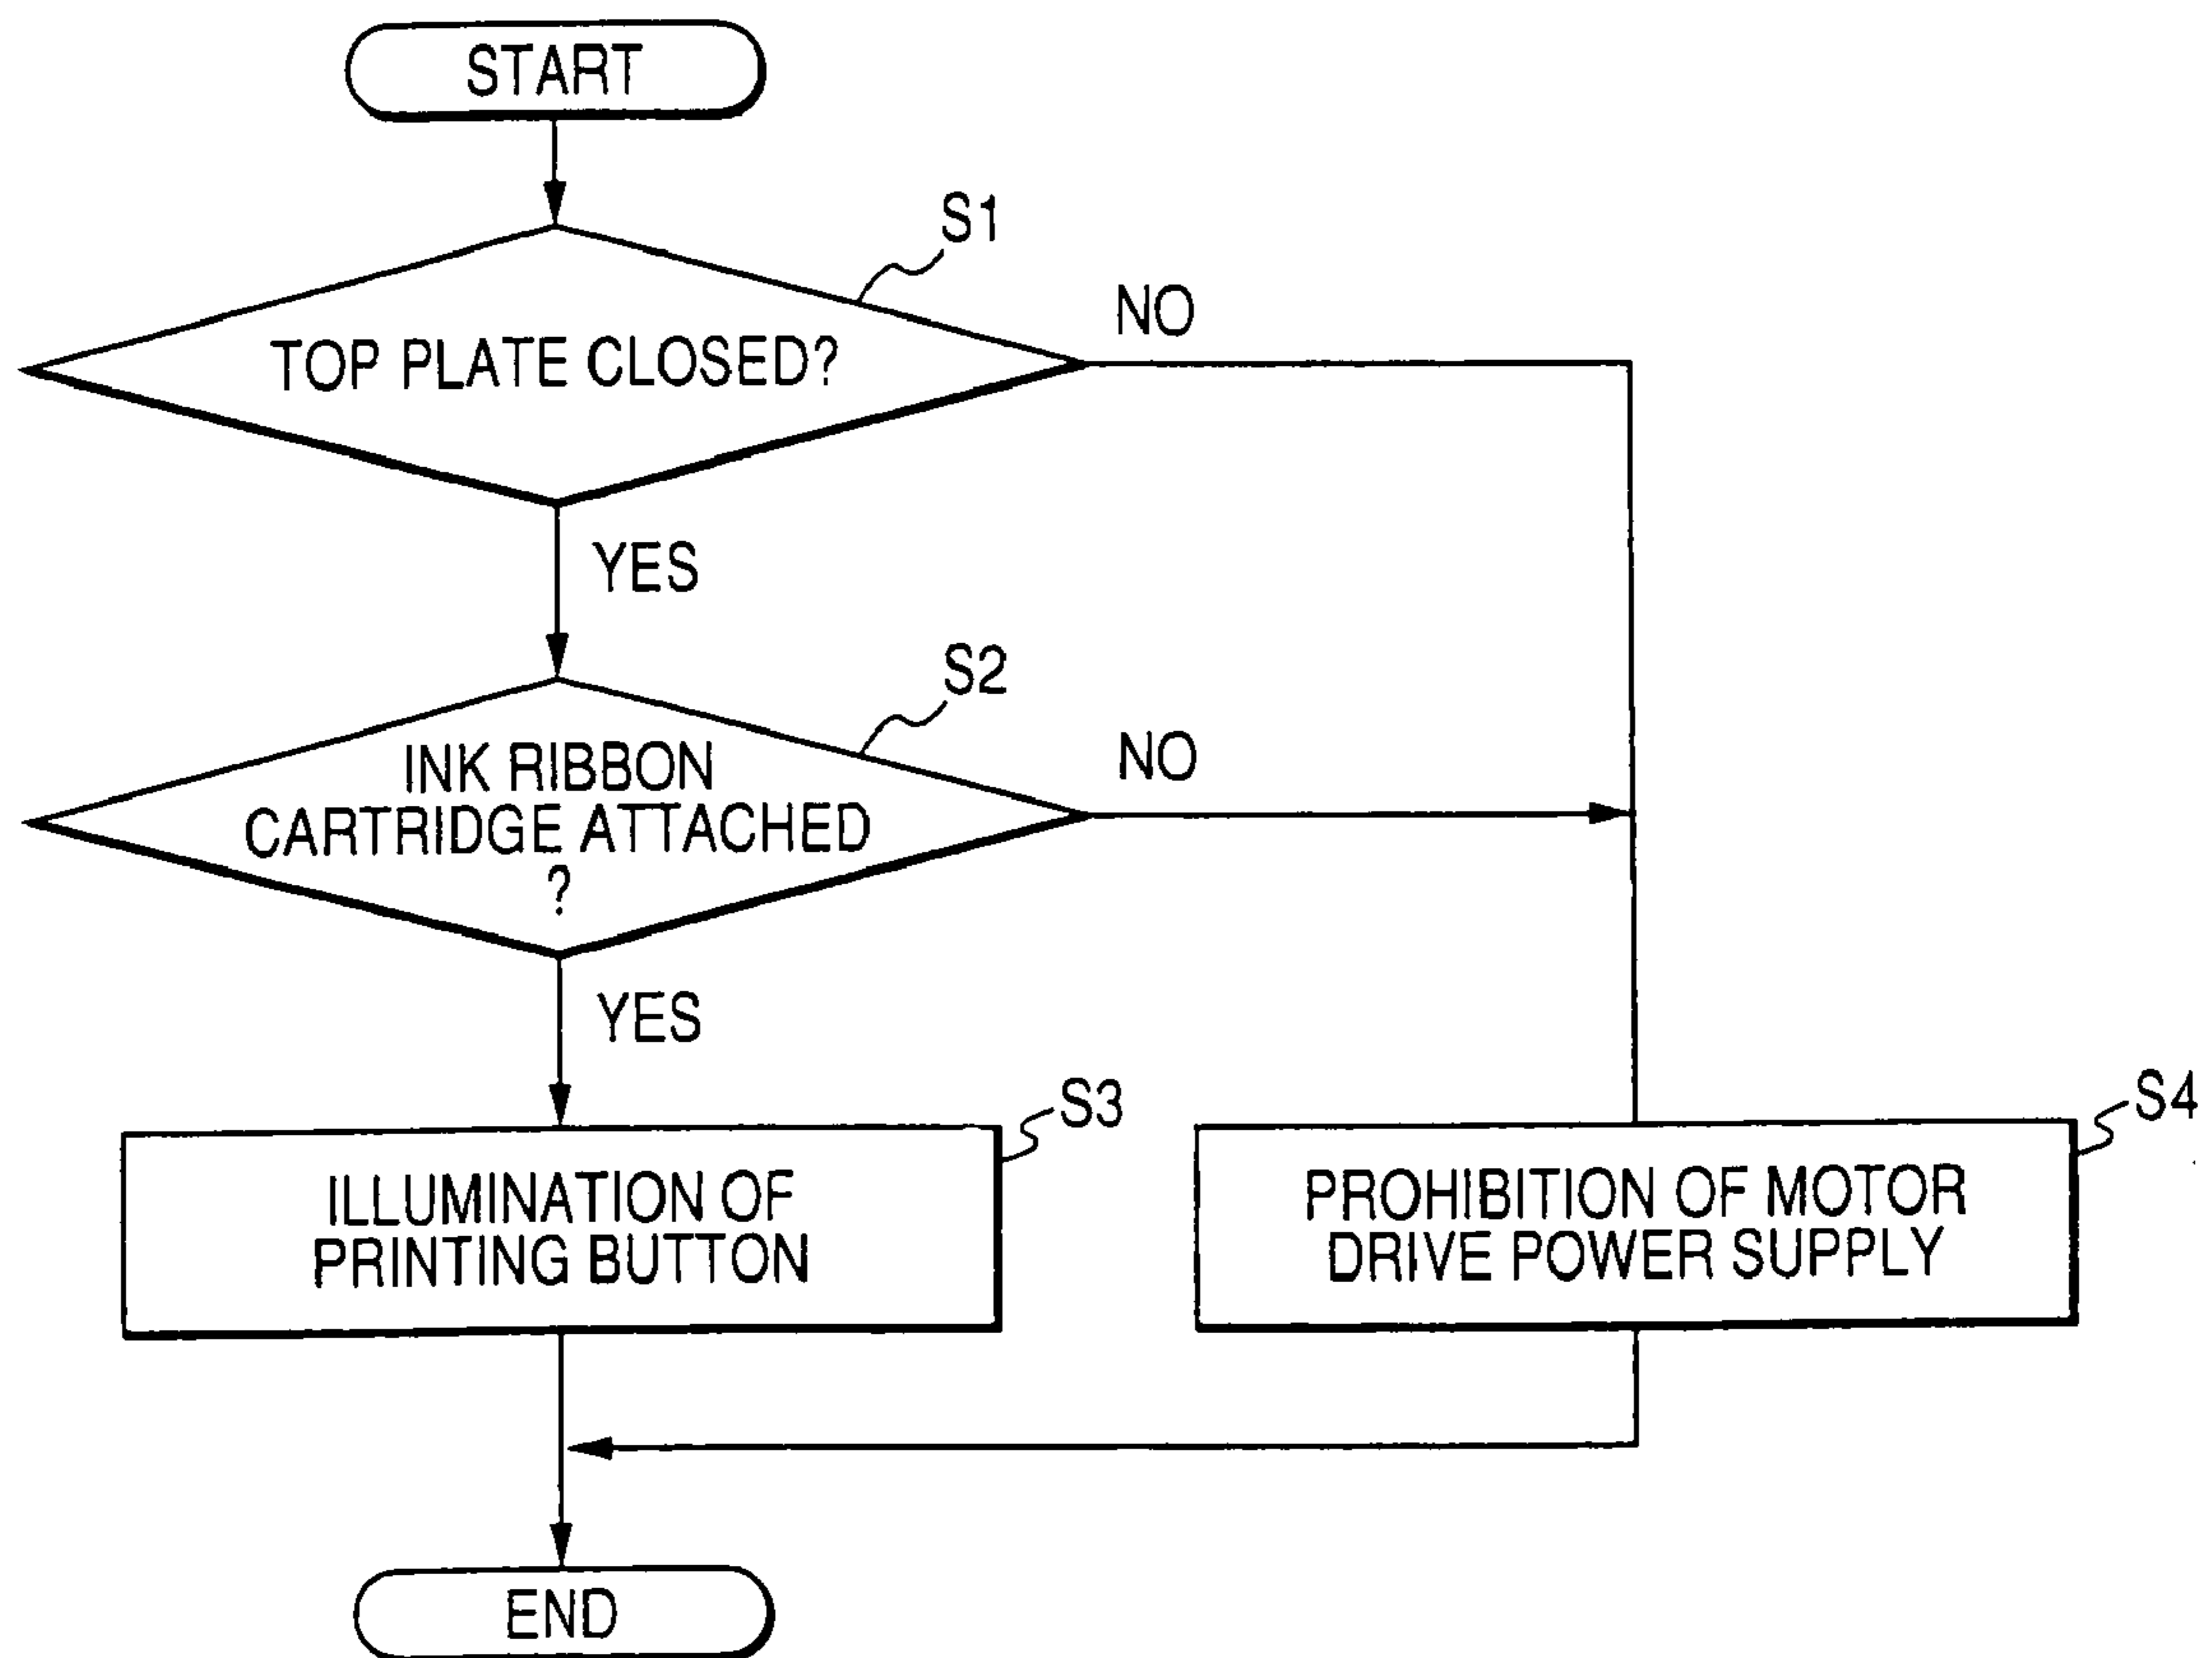 START
S1
NO
TOP PLATE CLOSED?
YES
S2
NO
INK RIBBON
CARTRIDGE ATTACHED
?
YES
S3
ILLUMINATION OF
PRINTING BUTTON
S4
PROHIBITION OF MOTOR
DRIVE POWER SUPPLY
END